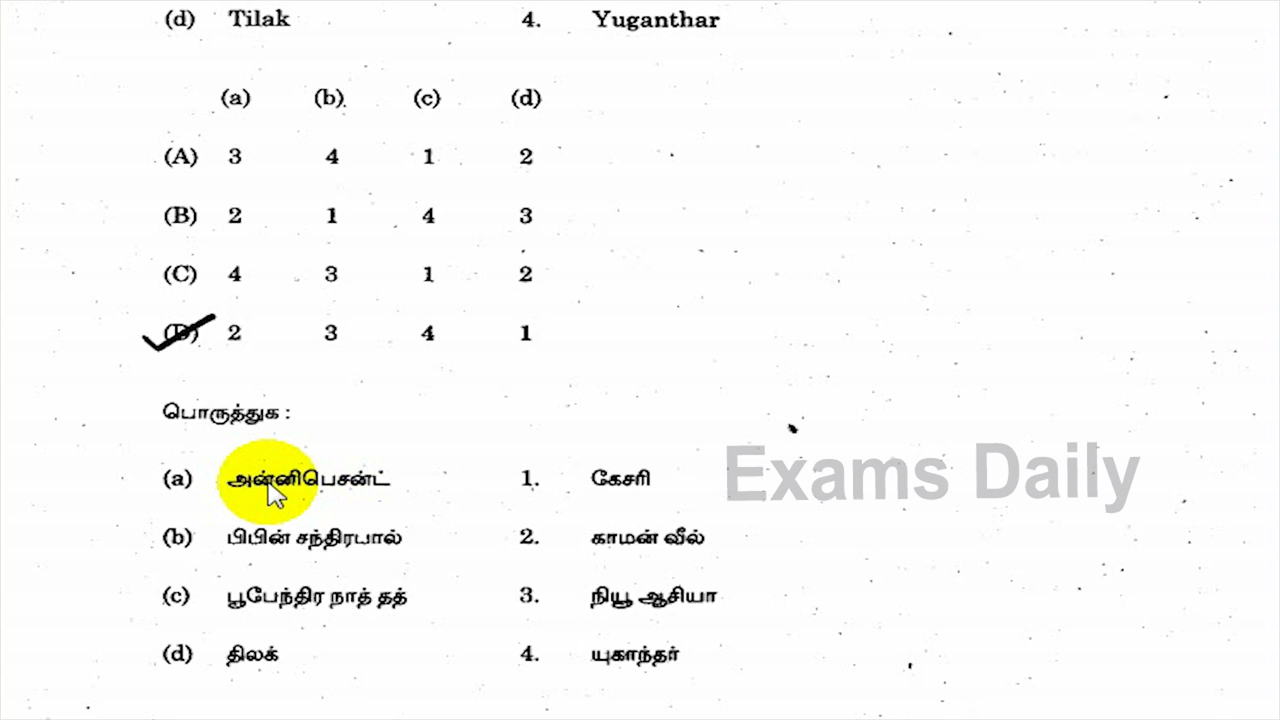 (d) Tilak 4. Yuganthar
(a) (b) (c) (d)
(A) 3 4 1 2
(B) 2 1 4 3
(C) 4 3 1 2
(D) 2 3 4 1
பொருத்துக :
(a) அன்னிபெசன்ட் 1. கேசரி
(b) பிபின் சந்திரபால் 2. காமன் வீல்
(c) பூபேந்திர நாத் தத் 3. நியூ ஆசியா
(d) திலக் 4. யுகாந்தர்
Exams Daily